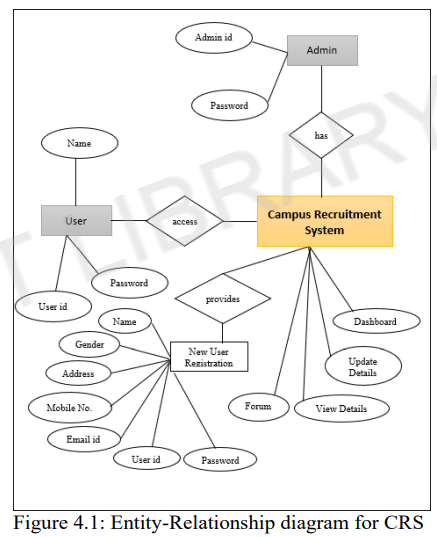 Admin id
Admin
Password
has
Name
User
access
Campus Recruitment
System
Password
User id
provides
Name
Dashboard
Gender
New User
Registration
Update
Details
Address
Mobile No.
Forum
View Details
Email id
User id
Password
Figure 4.1: Entity-Relationship diagram for CRS
T LIBRARY